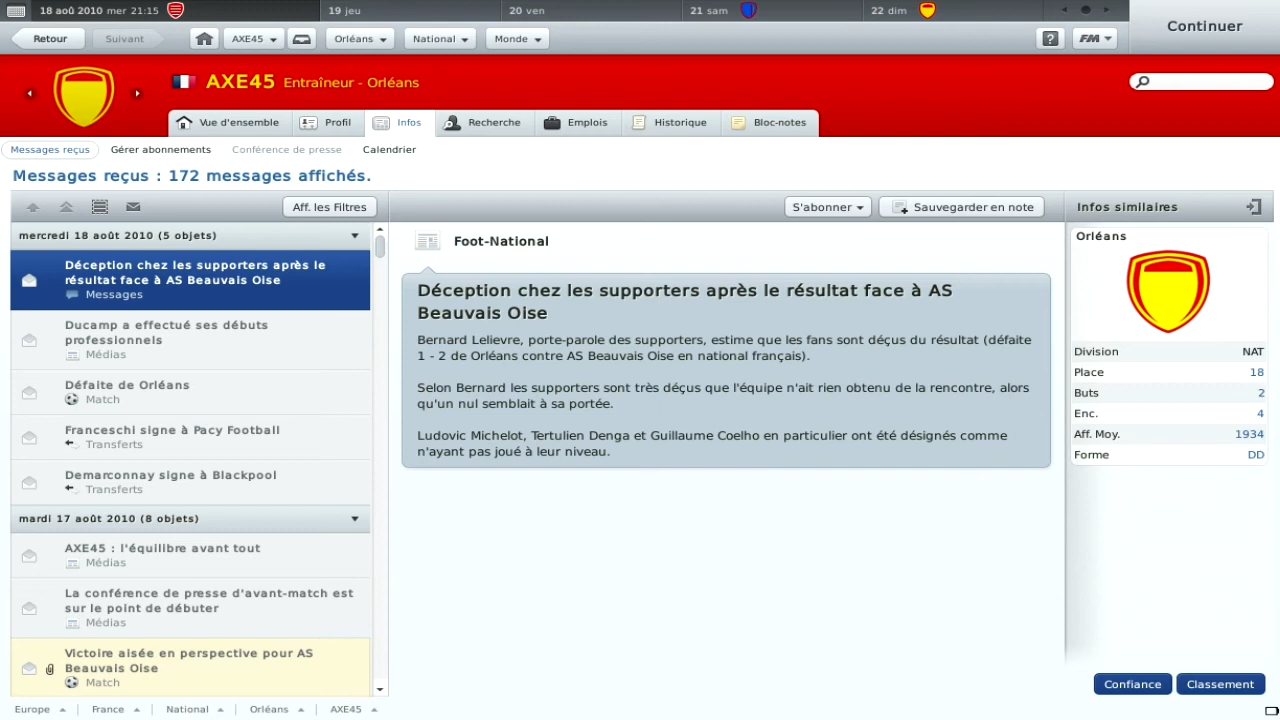 18 aoû 2010 mer 21:15
19 jeu
20 ven
21 sam
22 dim
Continuer
Retour
Suivant
AXE45
Orléans
National
Monde
?
FM
AXE45 Entraîneur - Orléans
Vue d'ensemble
Profil
Infos
Recherche
Emplois
Historique
Bloc-notes
Messages reçus
Gérer abonnements
Conférence de presse
Calendrier
Messages reçus : 172 messages affichés.
Aff. les Filtres
S'abonner
Sauvegarder en note
Infos similaires
mercredi 18 août 2010 (5 objets)
Déception chez les supporters après le
résultat face à AS Beauvais Oise
Messages
Ducamp a effectué ses débuts
professionnels
Médias
Défaite de Orléans
Match
Franceschi signe à Pacy Football
Transferts
Demarconnay signe à Blackpool
Transferts
mardi 17 août 2010 (8 objets)
AXE45 : l'équilibre avant tout
Médias
La conférence de presse d'avant-match est
sur le point de débuter
Médias
Victoire aisée en perspective pour AS
Beauvais Oise
Match
Foot-National
Déception chez les supporters après le résultat face à AS
Beauvais Oise
Bernard Lelievre, porte-parole des supporters, estime que les fans sont déçus du résultat (défaite
1 - 2 de Orléans contre AS Beauvais Oise en national français).
Selon Bernard les supporters sont très déçus que l'équipe n'ait rien obtenu de la rencontre, alors
qu'un nul semblait à sa portée.
Ludovic Michelot, Tertulien Denga et Guillaume Coelho en particulier ont été désignés comme
n'ayant pas joué à leur niveau.
Orléans
Division NAT
Place 18
Buts 2
Enc. 4
Aff. Moy. 1934
Forme DD
Confiance
Classement
Europe
France
National
Orléans
AXE45